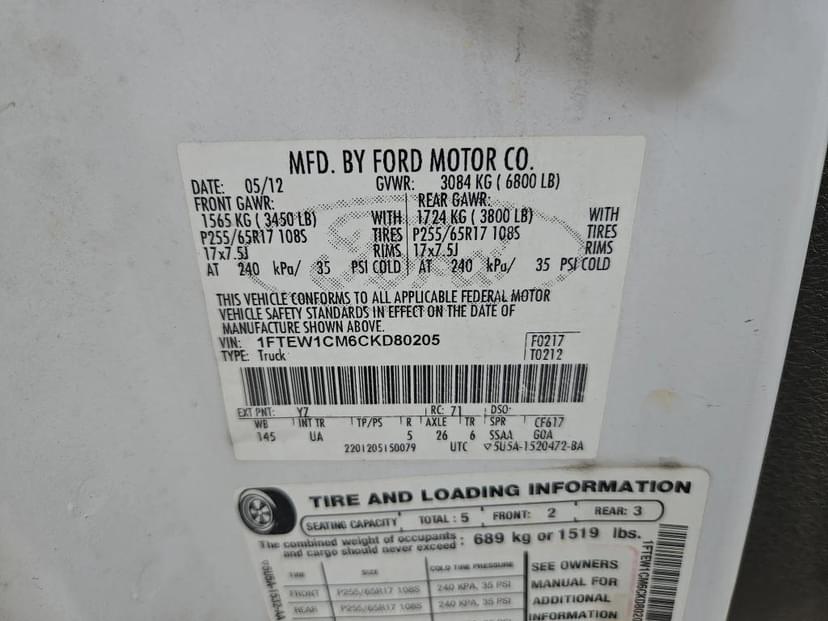 MFD. BY FORD MOTOR CO.
DATE: 05/12 GVWR: 3084 KG ( 6800 LB)
FRONT GAWR: REAR GAWR:
1565 KG ( 3450 LB) WITH 1724 KG ( 3800 LB) WITH
P255/65R17 108S TIRES P255/65R17 108S TIRES
17x7.5J RIMS 17x7.5J RIMS
AT 240 kPa/ 35 PSI COLD AT 240 kPa/ 35 PSI COLD
THIS VEHICLE CONFORMS TO ALL APPLICABLE FEDERAL MOTOR
VEHICLE SAFETY STANDARDS IN EFFECT ON THE DATE OF
MANUFACTURE SHOWN ABOVE.
VIN: 1FTEW1CM6CKD80205 F0217
TYPE: Truck T0212
EXT PNT: YZ RC: 71 DSO:
WB INT TR TP/PS R AXLE TR SPR CF617
145 UA 5 26 6 SSAA GOA
2201205150079 UTC ▽5U5A-1520472-BA
TIRE AND LOADING INFORMATION
SEATING CAPACITY TOTAL : 5 FRONT: 2 REAR: 3
The combined weight of occupants and cargo should never exceed : 689 kg or 1519 lbs.
TIRE SIZE COLD TIRE PRESSURE
FRONT P255/65R17 108S 240 KPA, 35 PSI
REAR P255/65R17 108S 240 KPA, 35 PSI
SEE OWNERS
MANUAL FOR
ADDITIONAL
INFORMATION